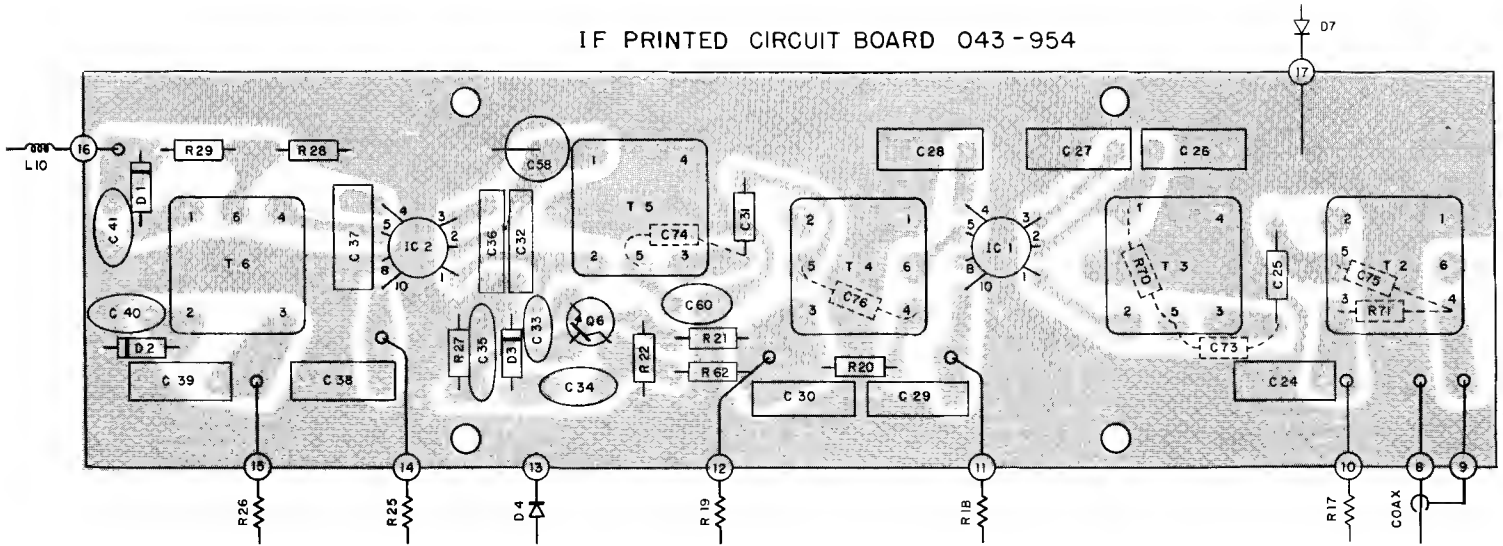 IF PRINTED CIRCUIT BOARD 043-954
D7
17
16
L10
R29
R28
D1
C41
C58
1 4
T5
C74
2 5 3
C28
C27
C26
C31
1 6 4
T6
2 3
C37
4
5
8
10
IC 2
3
2
1
C36
C32
2 1
5 T4 6
C76
3 4
4
5
8
10
IC 1
3
2
1
1 4
R70
T3
2 5 3
C73
C25
2 1
5 T2 6
C75
3 R71 4
C40
D2
C39
C38
R27
C35
D3
C33
Q6
C34
R22
C60
R21
R62
C30
R20
C29
C24
15
14
13
12
11
10
8
9
R26
R25
D4
R19
R18
R17
COAX